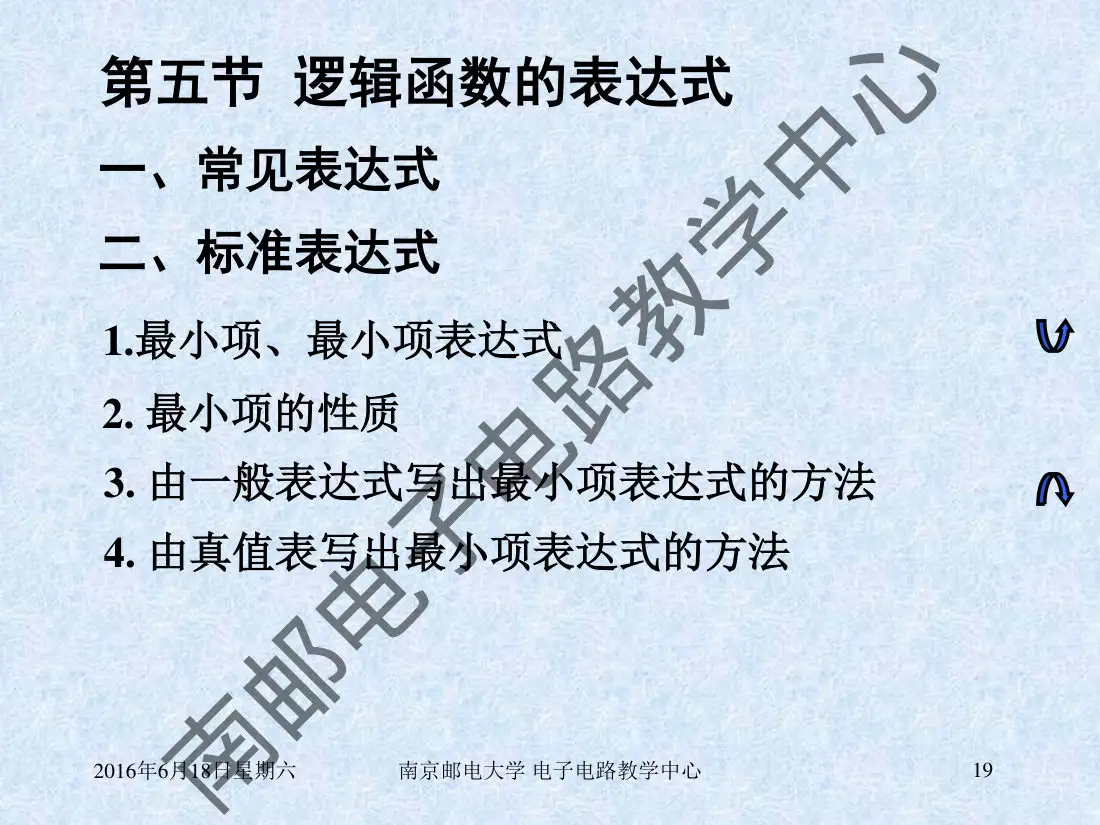 第五节 逻辑函数的表达式
一、常见表达式
二、标准表达式
1.最小项、最小项表达式
2. 最小项的性质
3. 由一般表达式写出最小项表达式的方法
4. 由真值表写出最小项表达式的方法
南邮电子电路教学中心
2016年6月18日星期六 南京邮电大学 电子电路教学中心 19